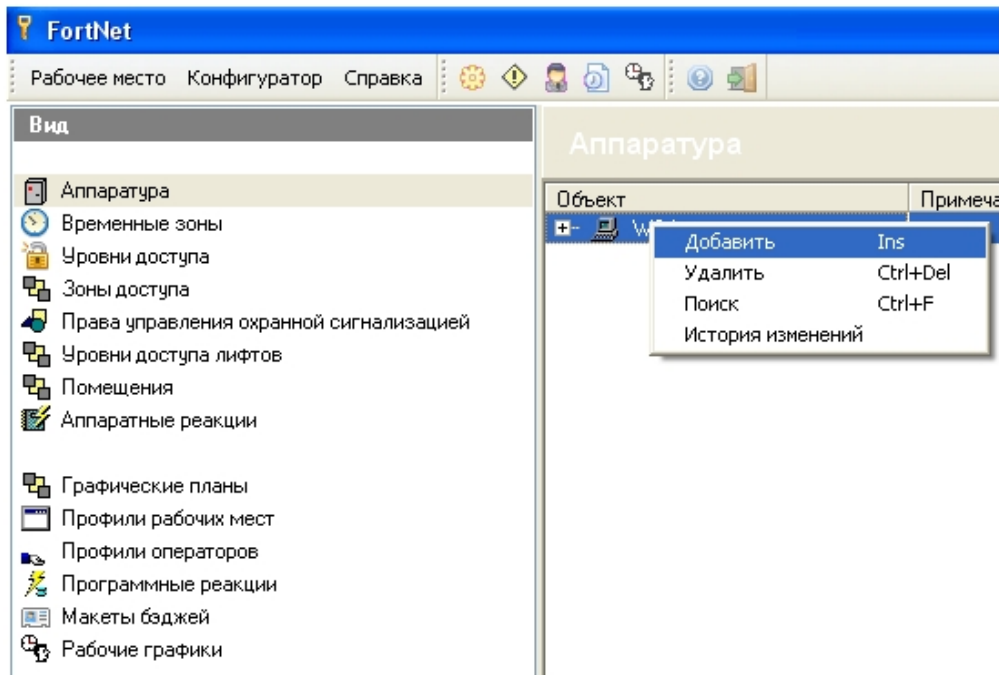 FortNet
Рабочее место Конфигуратор Справка
Вид
Аппаратура
Временные зоны
Уровни доступа
Зоны доступа
Права управления охранной сигнализацией
Уровни доступа лифтов
Помещения
Аппаратные реакции
Графические планы
Профили рабочих мест
Профили операторов
Программные реакции
Макеты бэджей
Рабочие графики
Аппаратура
Объект
Добавить Ins
Удалить Ctrl+Del
Поиск Ctrl+F
История изменений